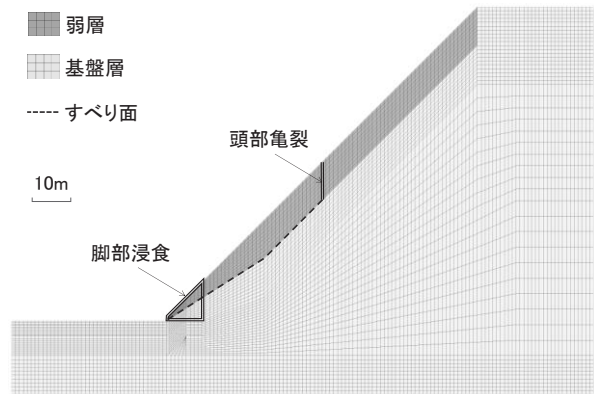 弱層
基盤層
すべり面
頭部亀裂
10m
脚部浸食